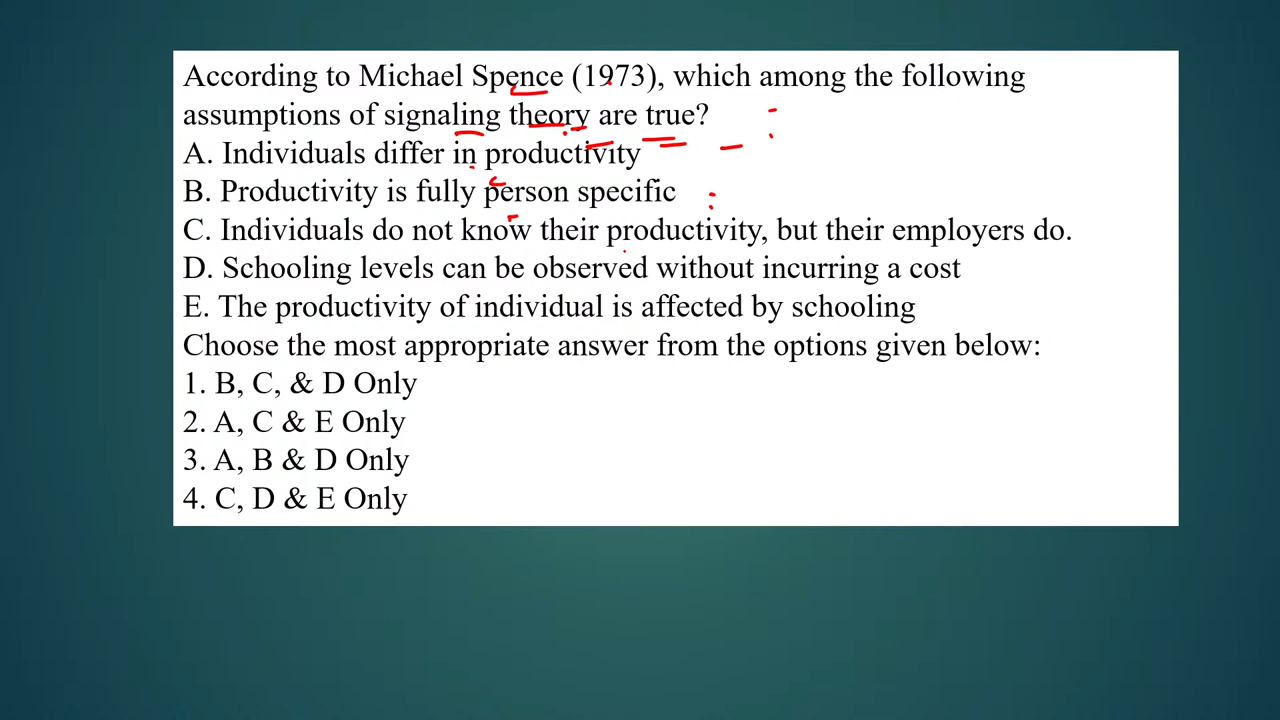 According to Michael Spence (1973), which among the following
assumptions of signaling theory are true?
A. Individuals differ in productivity
B. Productivity is fully person specific
C. Individuals do not know their productivity, but their employers do.
D. Schooling levels can be observed without incurring a cost
E. The productivity of individual is affected by schooling
Choose the most appropriate answer from the options given below:
1. B, C, & D Only
2. A, C & E Only
3. A, B & D Only
4. C, D & E Only